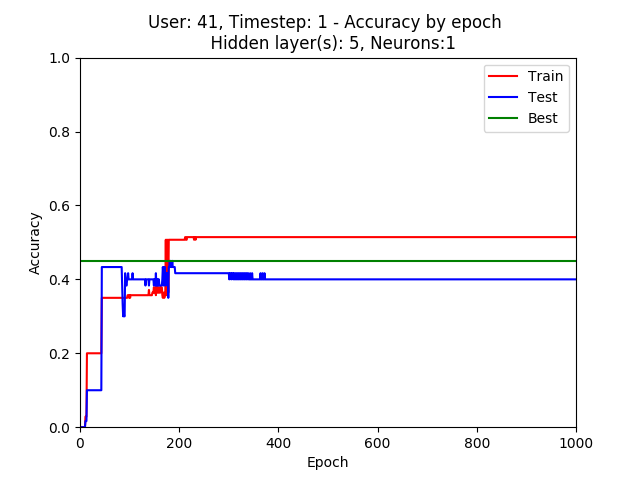 User: 41, Timestep: 1 - Accuracy by epoch
Hidden layer(s): 5, Neurons:1
1.0
0.8
0.6
0.4
0.2
0.0
Accuracy
Train
Test
Best
0 200 400 600 800 1000
Epoch